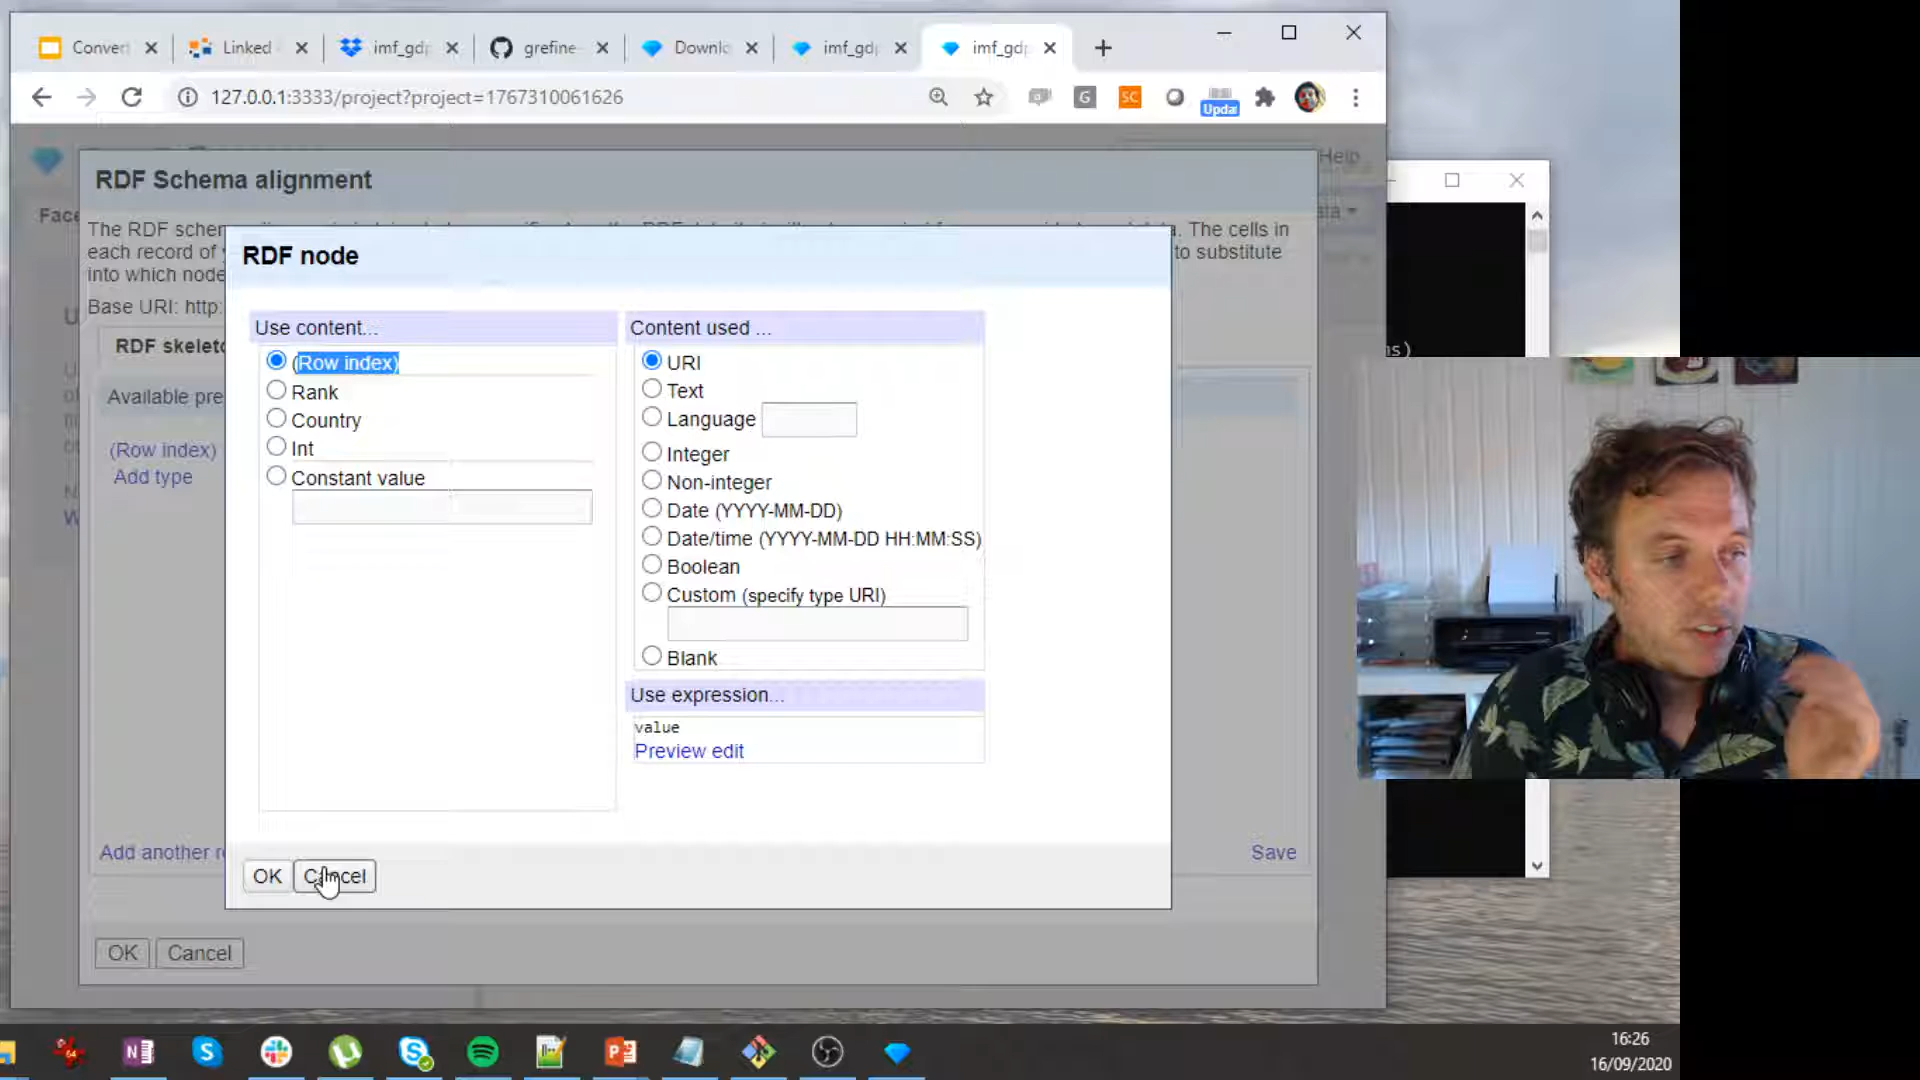 Convert
Linked
imf_gdp
grefine
Downlo
imf_gdp
imf_gdp
127.0.0.1:3333/project?project=1767310061626
G
SC
Updat
Help
RDF Schema alignment
Face
The RDF schem
. The cells in
each record of
to substitute
into which node
Base URI: http:
RDF skeleto
Available pre
(Row index)
Add type
Add another r
Save
OK
Cancel
RDF node
Use content...
(Row index)
Rank
Country
Int
Constant value
Content used ...
URI
Text
Language
Integer
Non-integer
Date (YYYY-MM-DD)
Date/time (YYYY-MM-DD HH:MM:SS)
Boolean
Custom (specify type URI)
Blank
Use expression...
value
Preview edit
OK
Cancel
ns)
16:26
16/09/2020